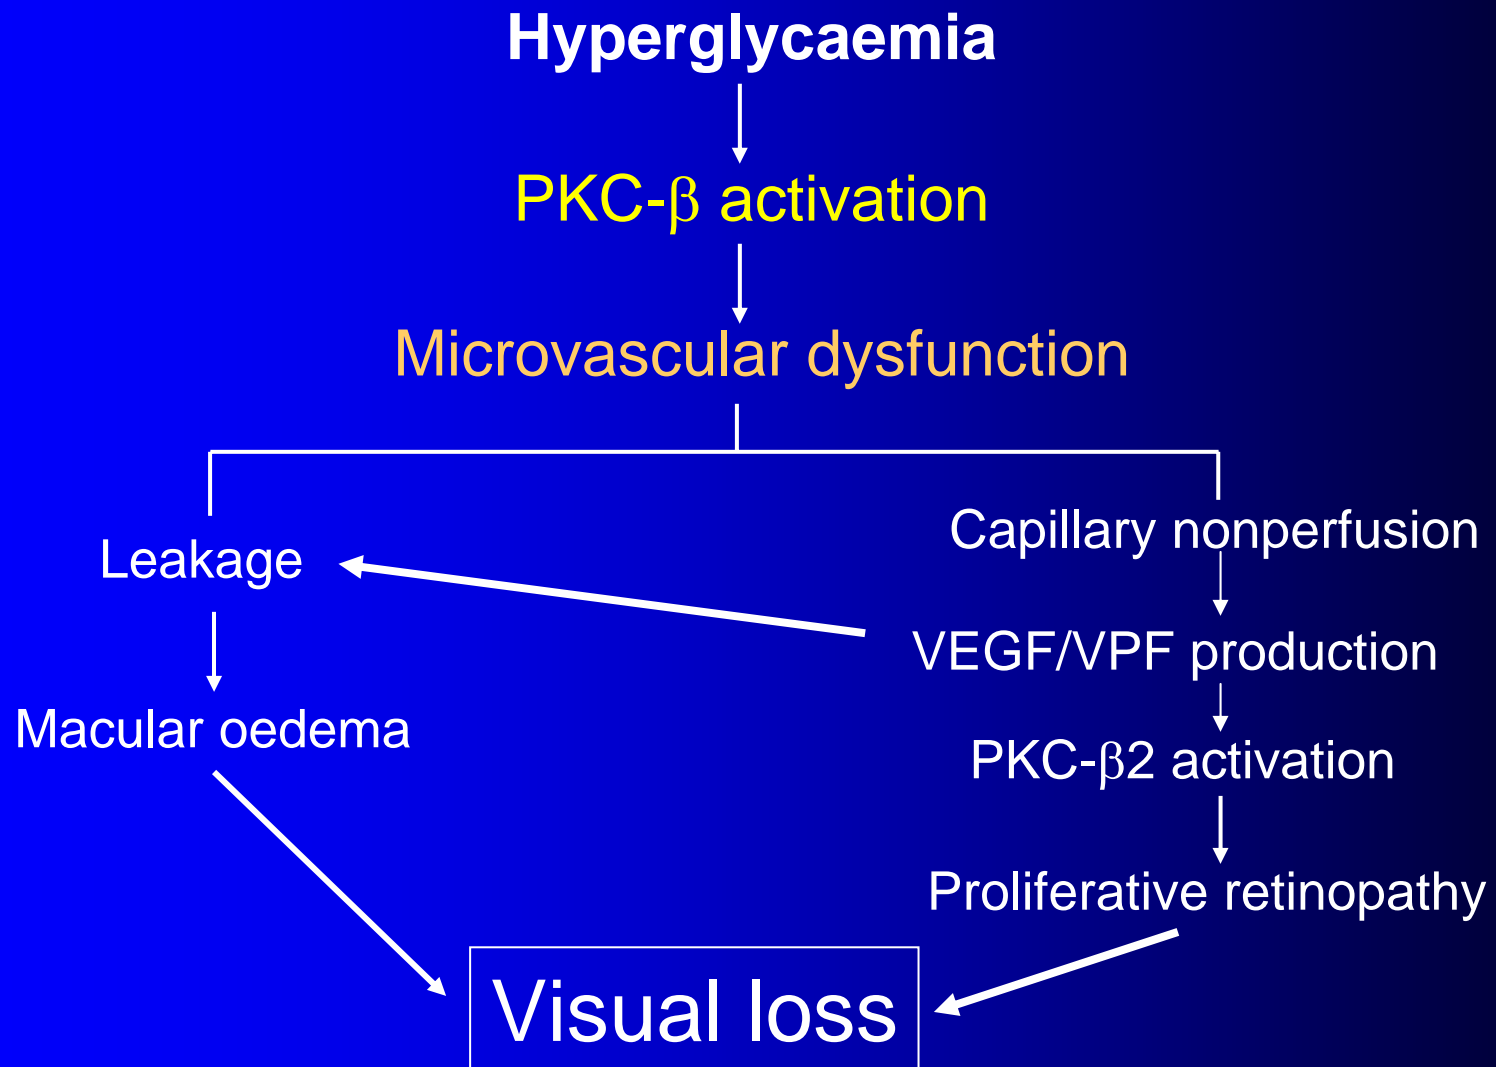 Hyperglycaemia
PKC-β activation
Microvascular dysfunction
Leakage
Capillary nonperfusion
VEGF/VPF production
Macular oedema
PKC-β2 activation
Proliferative retinopathy
Visual loss